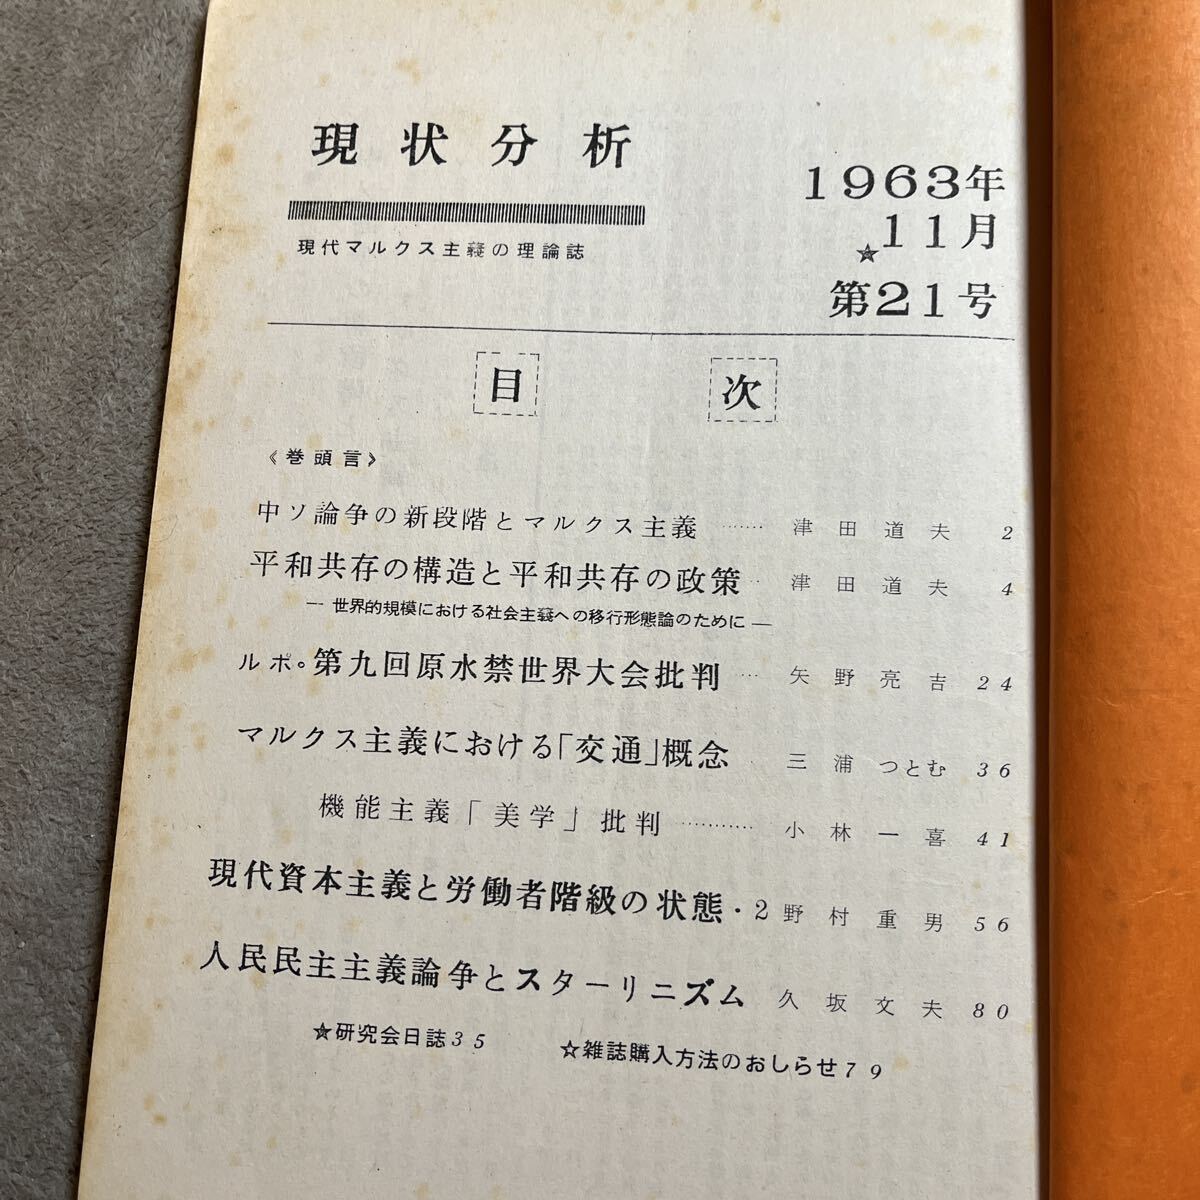 現状分析
現代マルクス主義の理論誌
1963年
☆11月
第21号
目次
《巻頭言》
中ソ論争の新段階とマルクス主義……津田道夫 2
平和共存の構造と平和共存の政策…津田道夫 4
― 世界的規模における社会主義への移行形態論のために ―
ルポ。第九回原水禁世界大会批判…矢野亮吉 24
マルクス主義における「交通」概念 三浦つとむ 36
機能主義「美学」批判…………小林一喜 41
現代資本主義と労働者階級の状態・2 野村重男 56
人民民主主義論争とスターリニズム 久坂文夫 80
☆研究会日誌35 ☆雑誌購入方法のおしらせ79